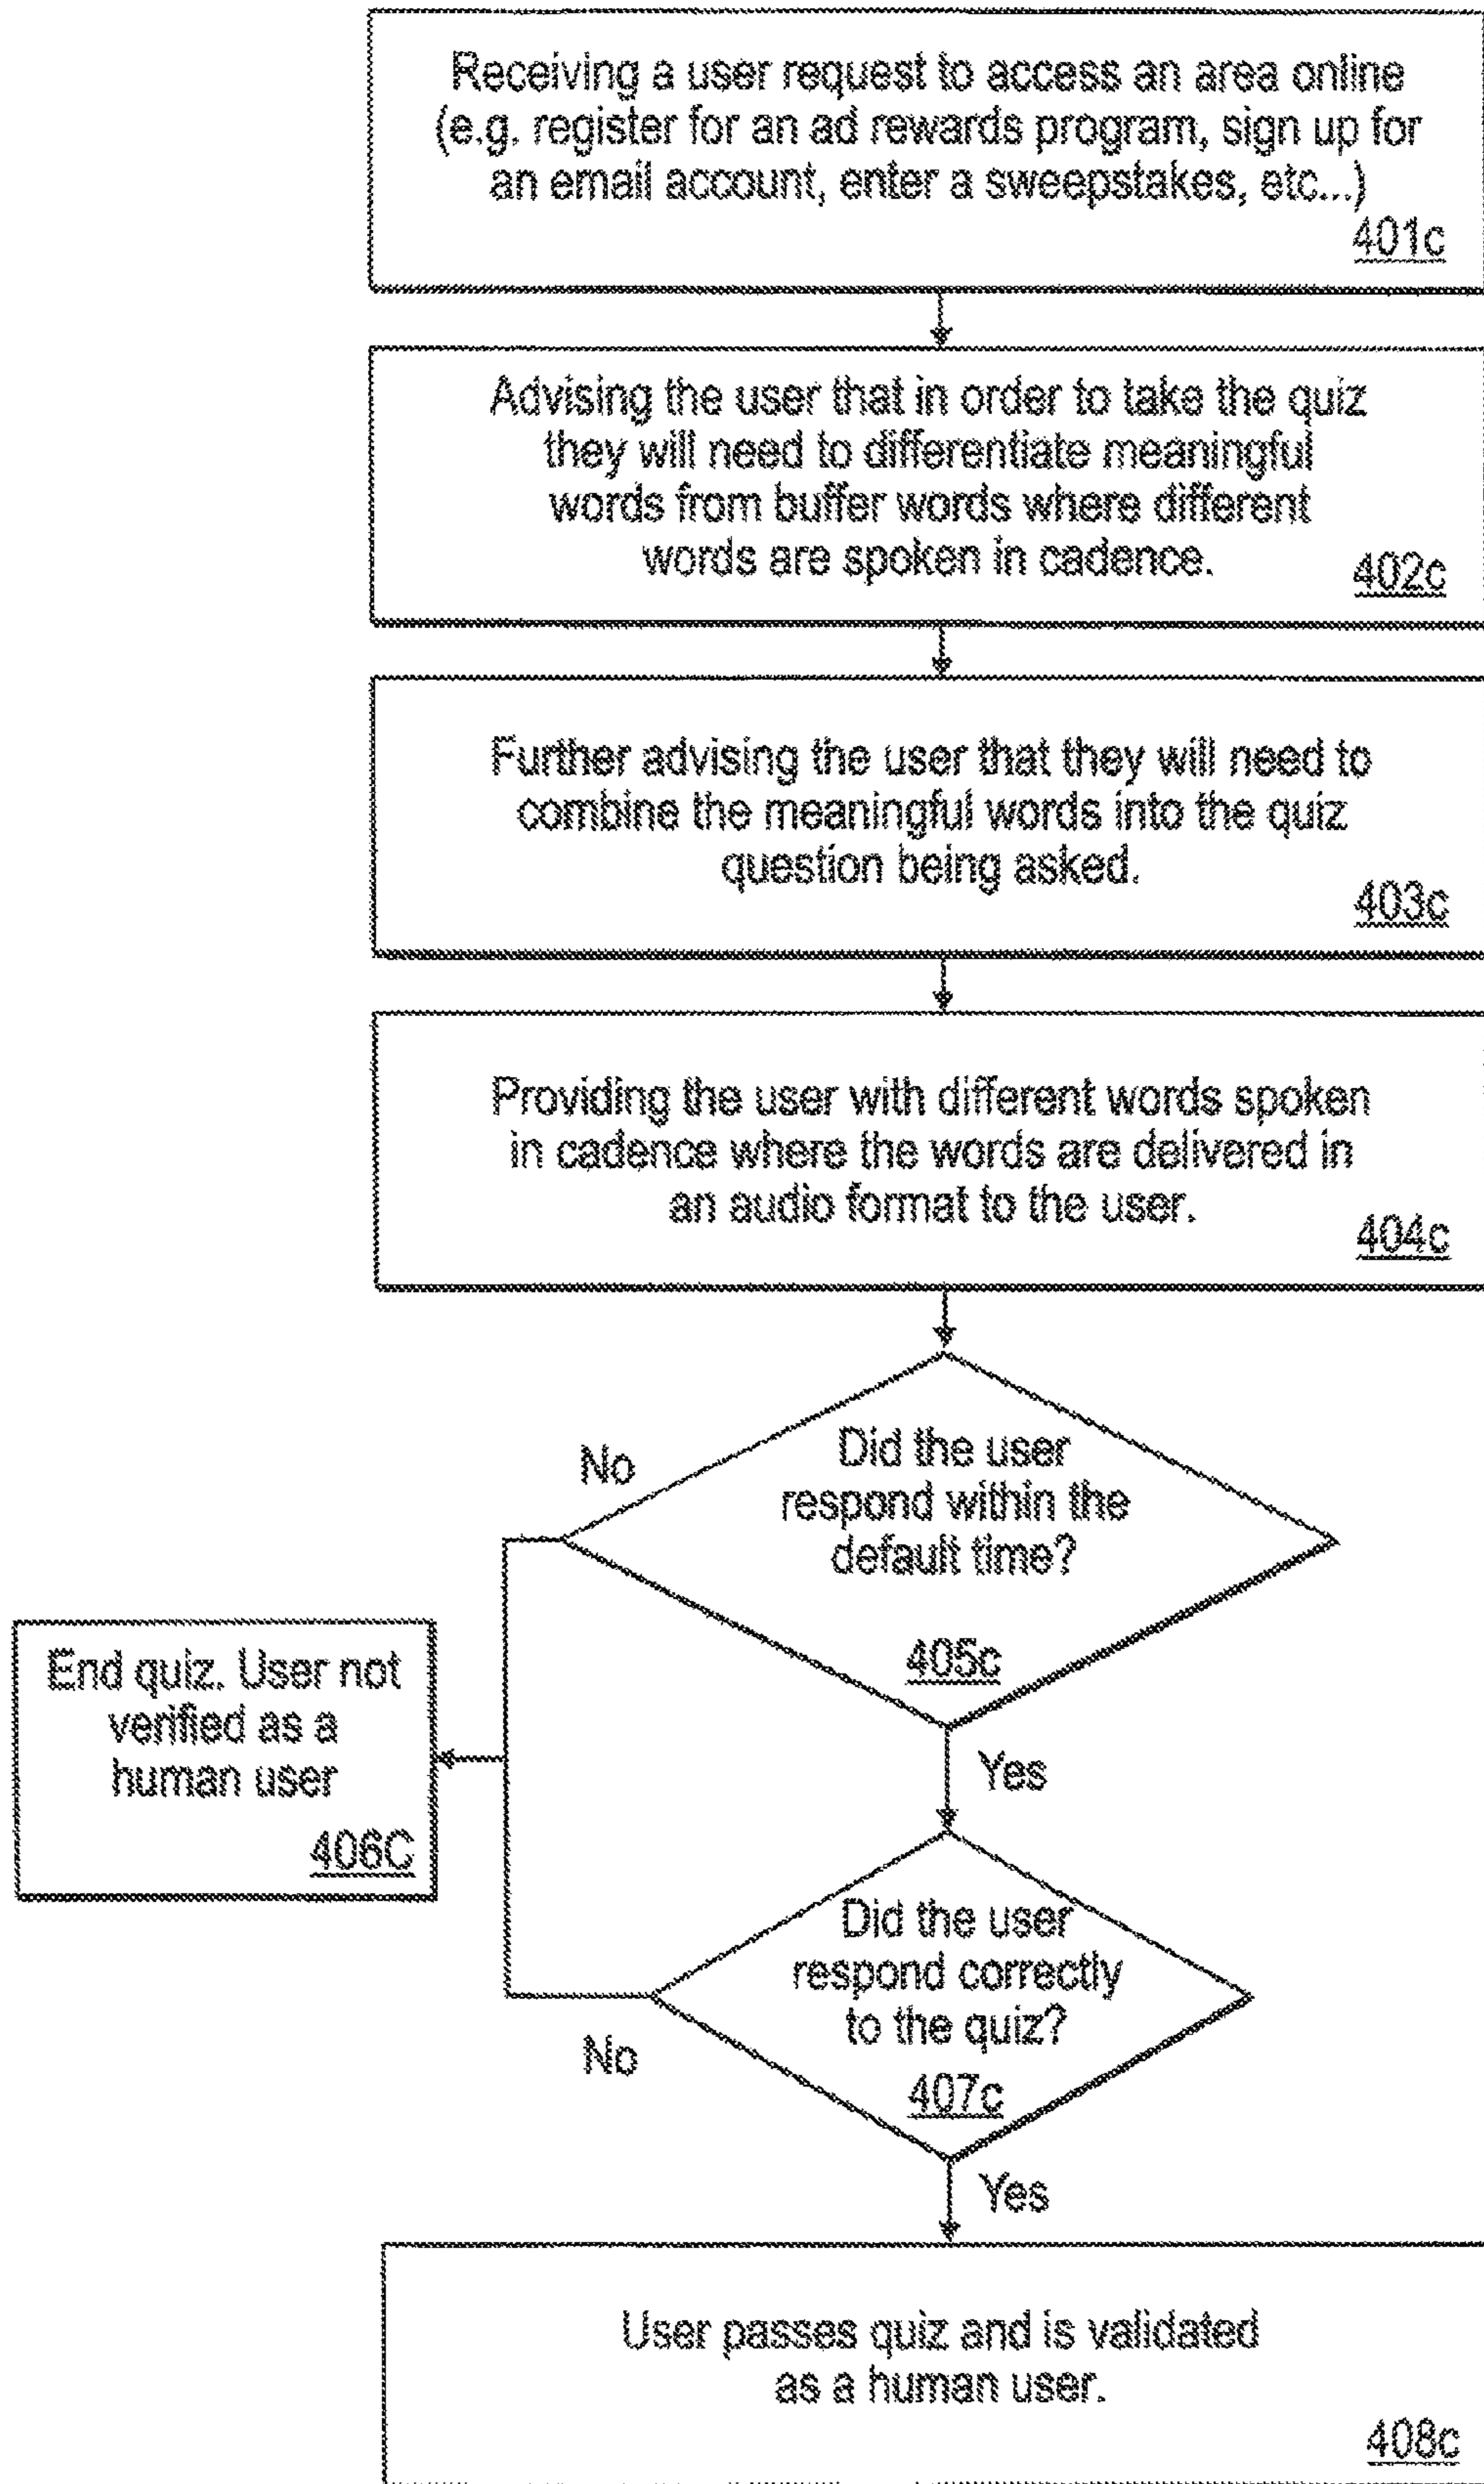 Receiving a user request to access an area online
(e.g. register for an ad rewards program, sign up for
an email account, enter a sweepstakes, etc...)
401c
Advising the user that in order to take the quiz
they will need to differentiate meaningful
words from buffer words where different
words are spoken in cadence.
402c
Further advising the user that they will need to
combine the meaningful words into the quiz
question being asked.
403c
Providing the user with different words spoken
in cadence where the words are delivered in
an audio format to the user.
404c
No
Did the user
respond within the
default time?
405c
End quiz. User not
verified as a
human user
406C
Yes
Did the user
respond correctly
to the quiz?
407c
No
Yes
User passes quiz and is validated
as a human user.
408c